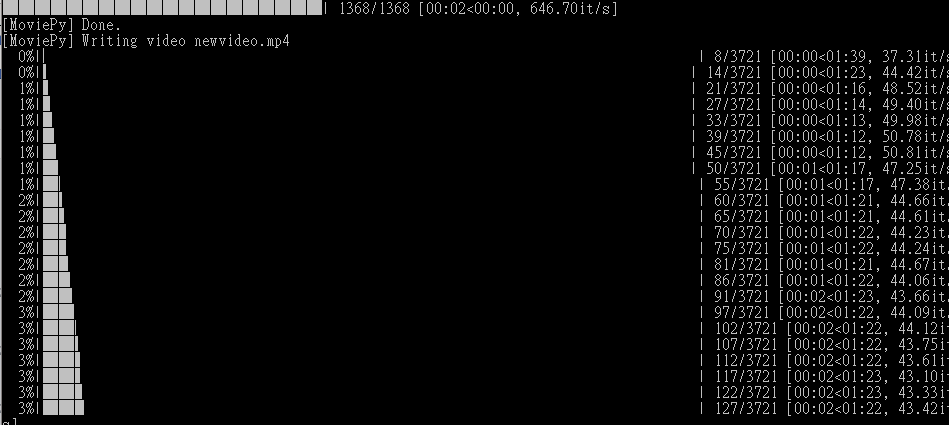 | 1368/1368 [00:02<00:00, 646.70it/s]
[MoviePy] Done.
[MoviePy] Writing video newvideo.mp4
0%| | 8/3721 [00:00<01:39, 37.31it/s
0%| | 14/3721 [00:00<01:23, 44.42it/s
1%| | 21/3721 [00:00<01:16, 48.52it/s
1%| | 27/3721 [00:00<01:14, 49.40it/s
1%| | 33/3721 [00:00<01:13, 49.98it/s
1%| | 39/3721 [00:00<01:12, 50.78it/s
1%| | 45/3721 [00:00<01:12, 50.81it/s
1%| | 50/3721 [00:01<01:17, 47.25it/s
1%| | 55/3721 [00:01<01:17, 47.38it/
2%| | 60/3721 [00:01<01:21, 44.66it/
2%| | 65/3721 [00:01<01:21, 44.61it/
2%| | 70/3721 [00:01<01:22, 44.23it/
2%| | 75/3721 [00:01<01:22, 44.24it/
2%| | 81/3721 [00:01<01:21, 44.67it/
2%| | 86/3721 [00:01<01:22, 44.06it/
2%| | 91/3721 [00:02<01:23, 43.66it/
3%| | 97/3721 [00:02<01:22, 44.09it/
3%| | 102/3721 [00:02<01:22, 44.12it
3%| | 107/3721 [00:02<01:22, 43.75it
3%| | 112/3721 [00:02<01:22, 43.61it
3%| | 117/3721 [00:02<01:23, 43.10it
3%| | 122/3721 [00:02<01:23, 43.33it
3%| | 127/3721 [00:02<01:22, 43.42it